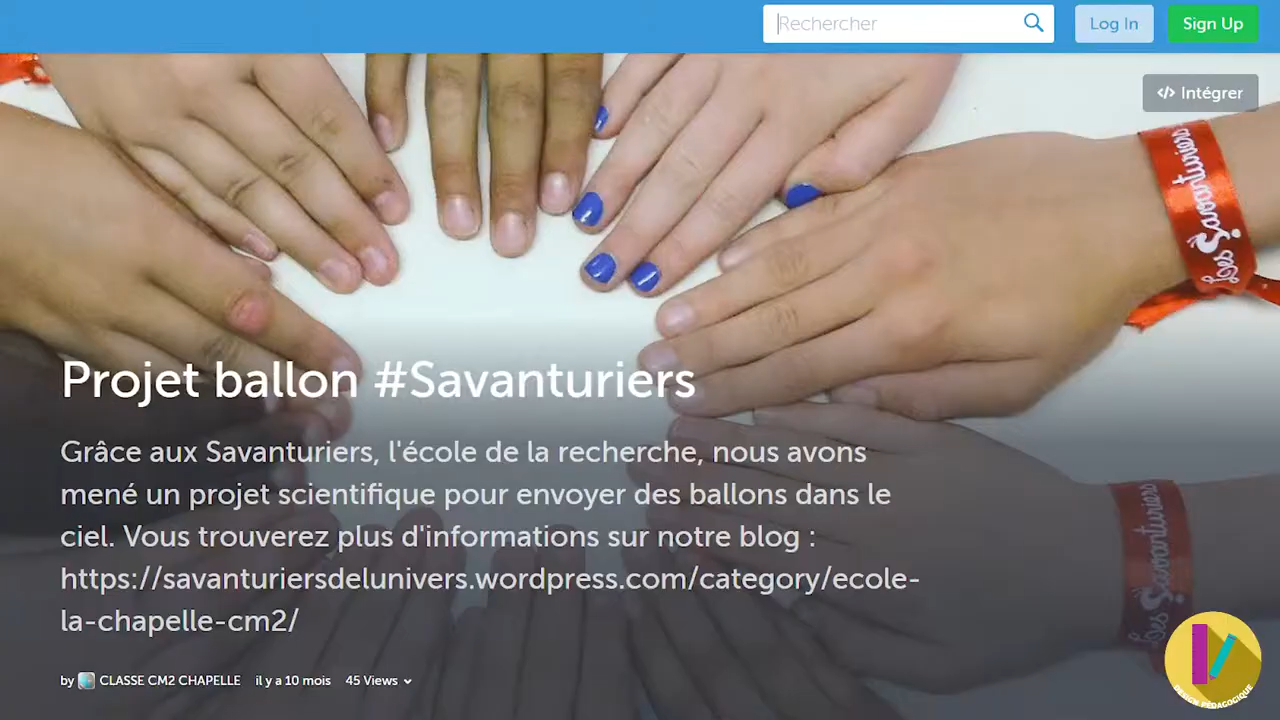 Rechercher
Log In
Sign Up
</> Intégrer
Les Savanturiers
Projet ballon #Savanturiers
Grâce aux Savanturiers, l'école de la recherche, nous avons
mené un projet scientifique pour envoyer des ballons dans le
ciel. Vous trouverez plus d'informations sur notre blog :
https://savanturiersdelunivers.wordpress.com/category/ecole-
la-chapelle-cm2/
Les Savanturiers
by CLASSE CM2 CHAPELLE il y a 10 mois 45 Views
DESIGN PÉDAGOGIQUE